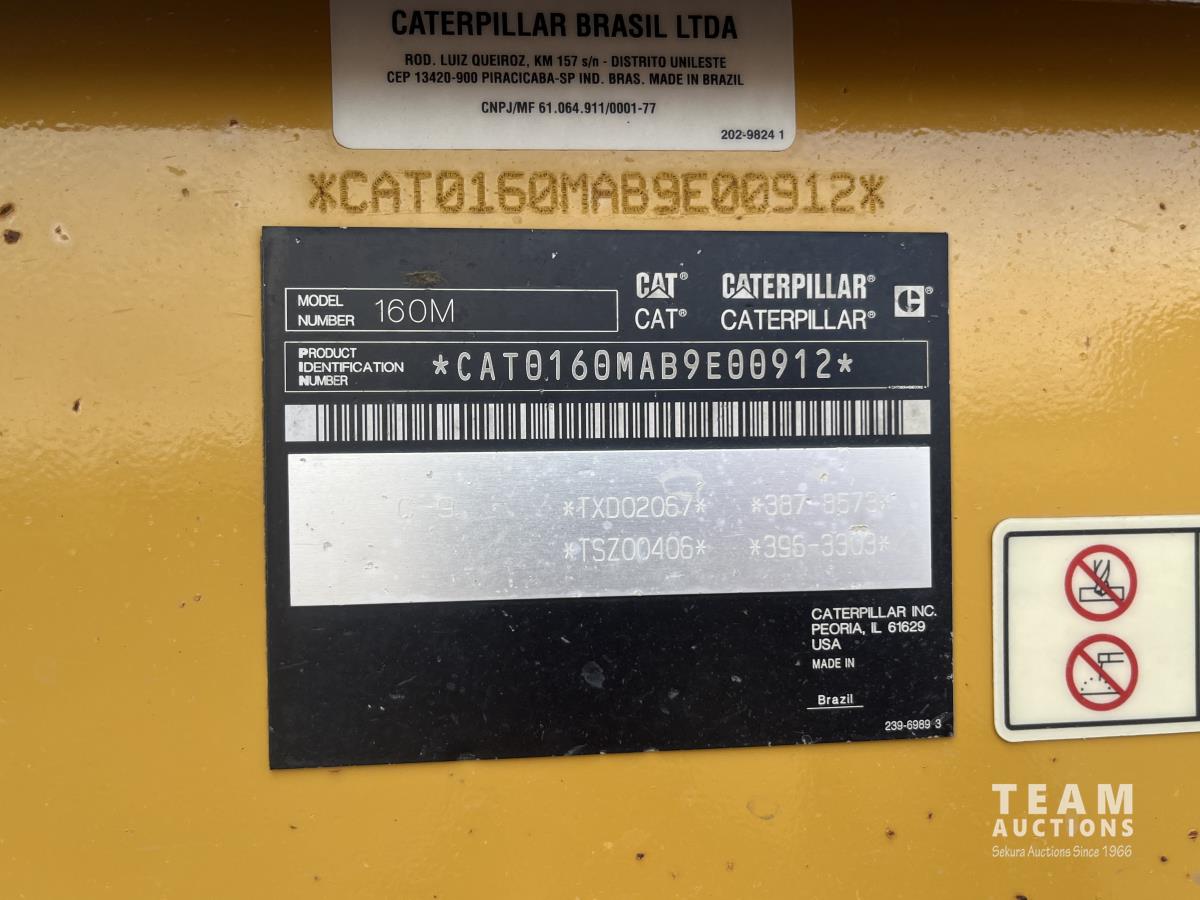 CATERPILLAR BRASIL LTDA
ROD. LUIZ QUEIROZ, KM 157 s/n - DISTRITO UNILESTE
CEP 13420-900 PIRACICABA-SP IND. BRAS. MADE IN BRAZIL
CNPJ/MF 61.064.911/0001-77
202-9824 1
*CAT0160MAB9E00912*
MODEL NUMBER 160M
CAT® CATERPILLAR®
CAT® CATERPILLAR®
PRODUCT IDENTIFICATION NUMBER *CAT0160MAB9E00912*
C-9 *TXD02067* *387-8573*
*TSZ00406* *396-3303*
CATERPILLAR INC.
PEORIA, IL 61629
USA
MADE IN
Brazil
239-6989 3
TEAM
AUCTIONS
Sekura Auctions Since 1966